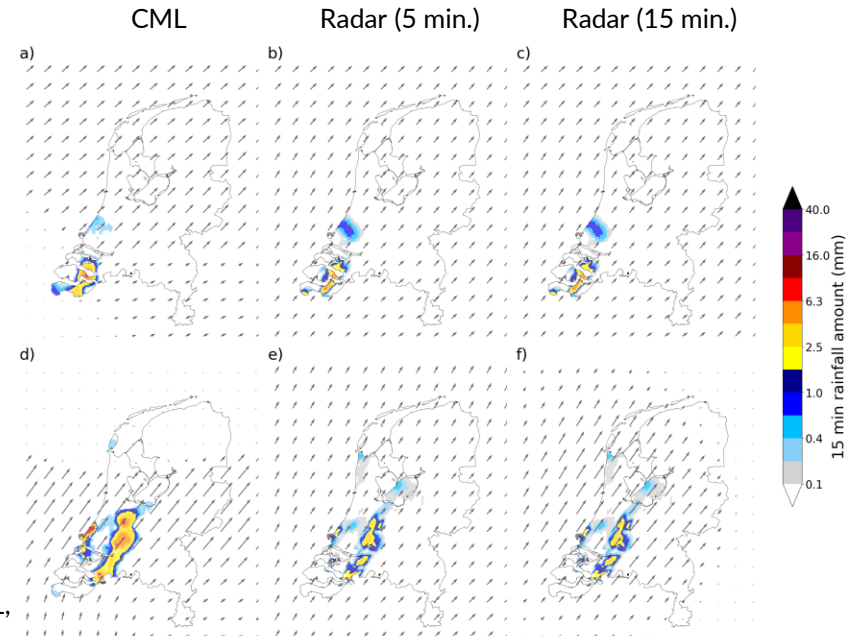 CML
Radar (5 min.)
Radar (15 min.)
a)
b)
c)
40.0
16.0
6.3
2.5
1.0
0.4
0.1
15 min rainfall amount (mm)
d)
e)
f)